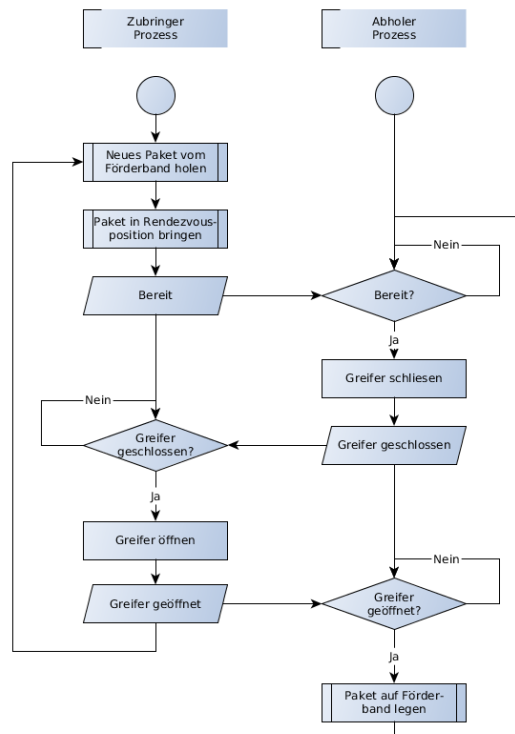 Zubringer
Prozess
Abholer
Prozess
Neues Paket vom
Förderband holen
Paket in Rendezvous-
position bringen
Nein
Bereit
Bereit?
Ja
Greifer schliesen
Nein
Greifer
geschlossen?
Greifer geschlossen
Ja
Greifer öffnen
Nein
Greifer geöffnet
Greifer
geöffnet?
Ja
Paket auf Förder-
band legen